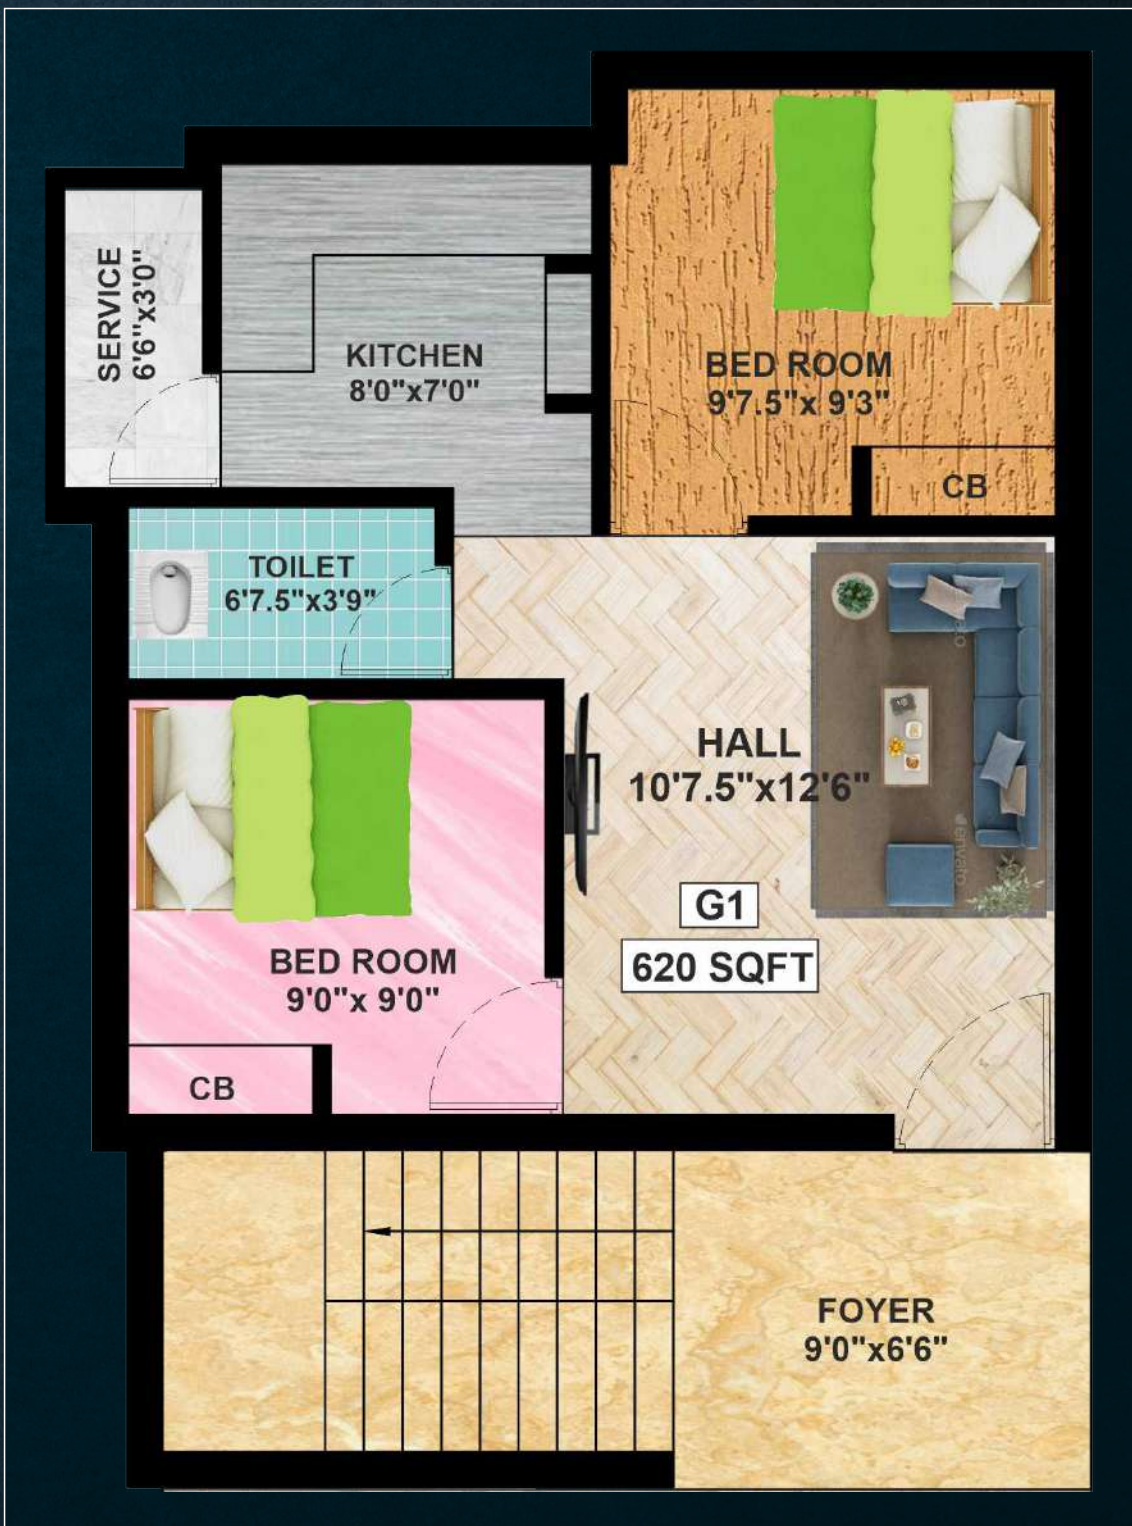 SERVICE
6'6"x3'0"
KITCHEN
8'0"x7'0"
BED ROOM
9'7.5"x 9'3"
CB
TOILET
6'7.5"x3'9"
HALL
10'7.5"x12'6"
envato
envato
G1
620 SQFT
BED ROOM
9'0"x 9'0"
CB
FOYER
9'0"x6'6"